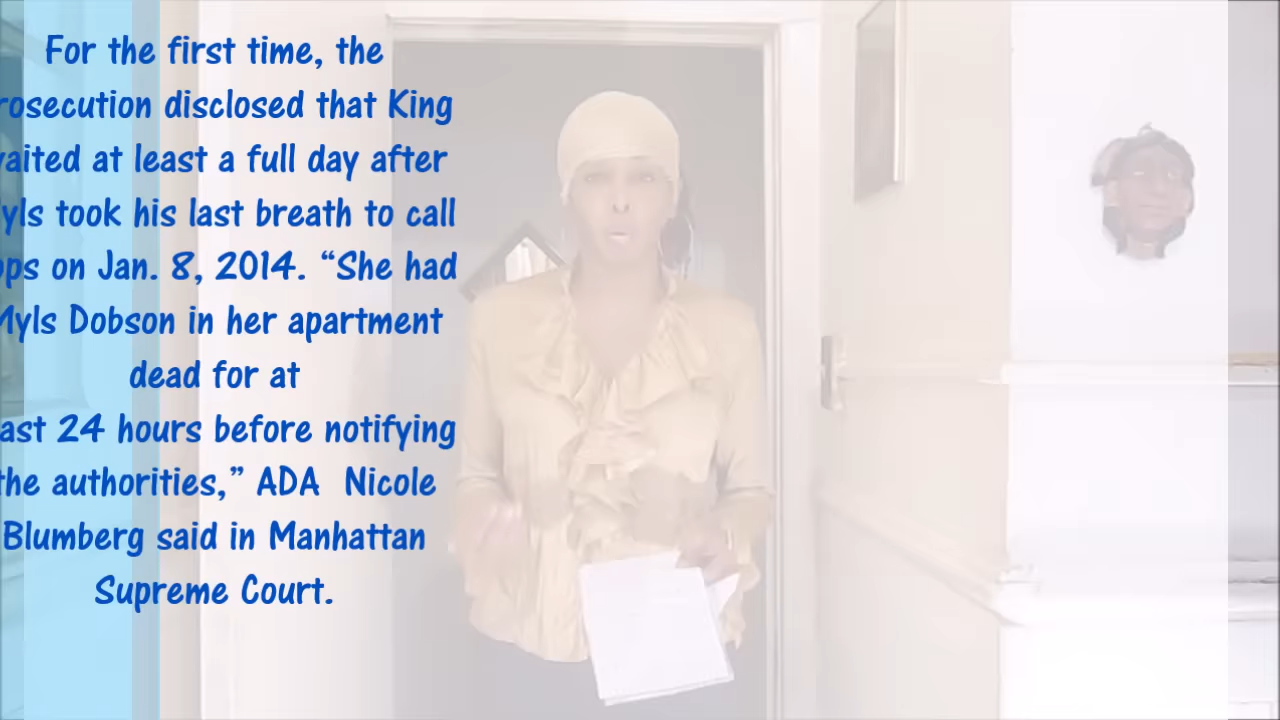 For the first time, the
rosecution disclosed that King
aited at least a full day after
yls took his last breath to call
ps on Jan. 8, 2014. “She had
Myls Dobson in her apartment
dead for at
ast 24 hours before notifying
the authorities,” ADA  Nicole
Blumberg said in Manhattan
Supreme Court.